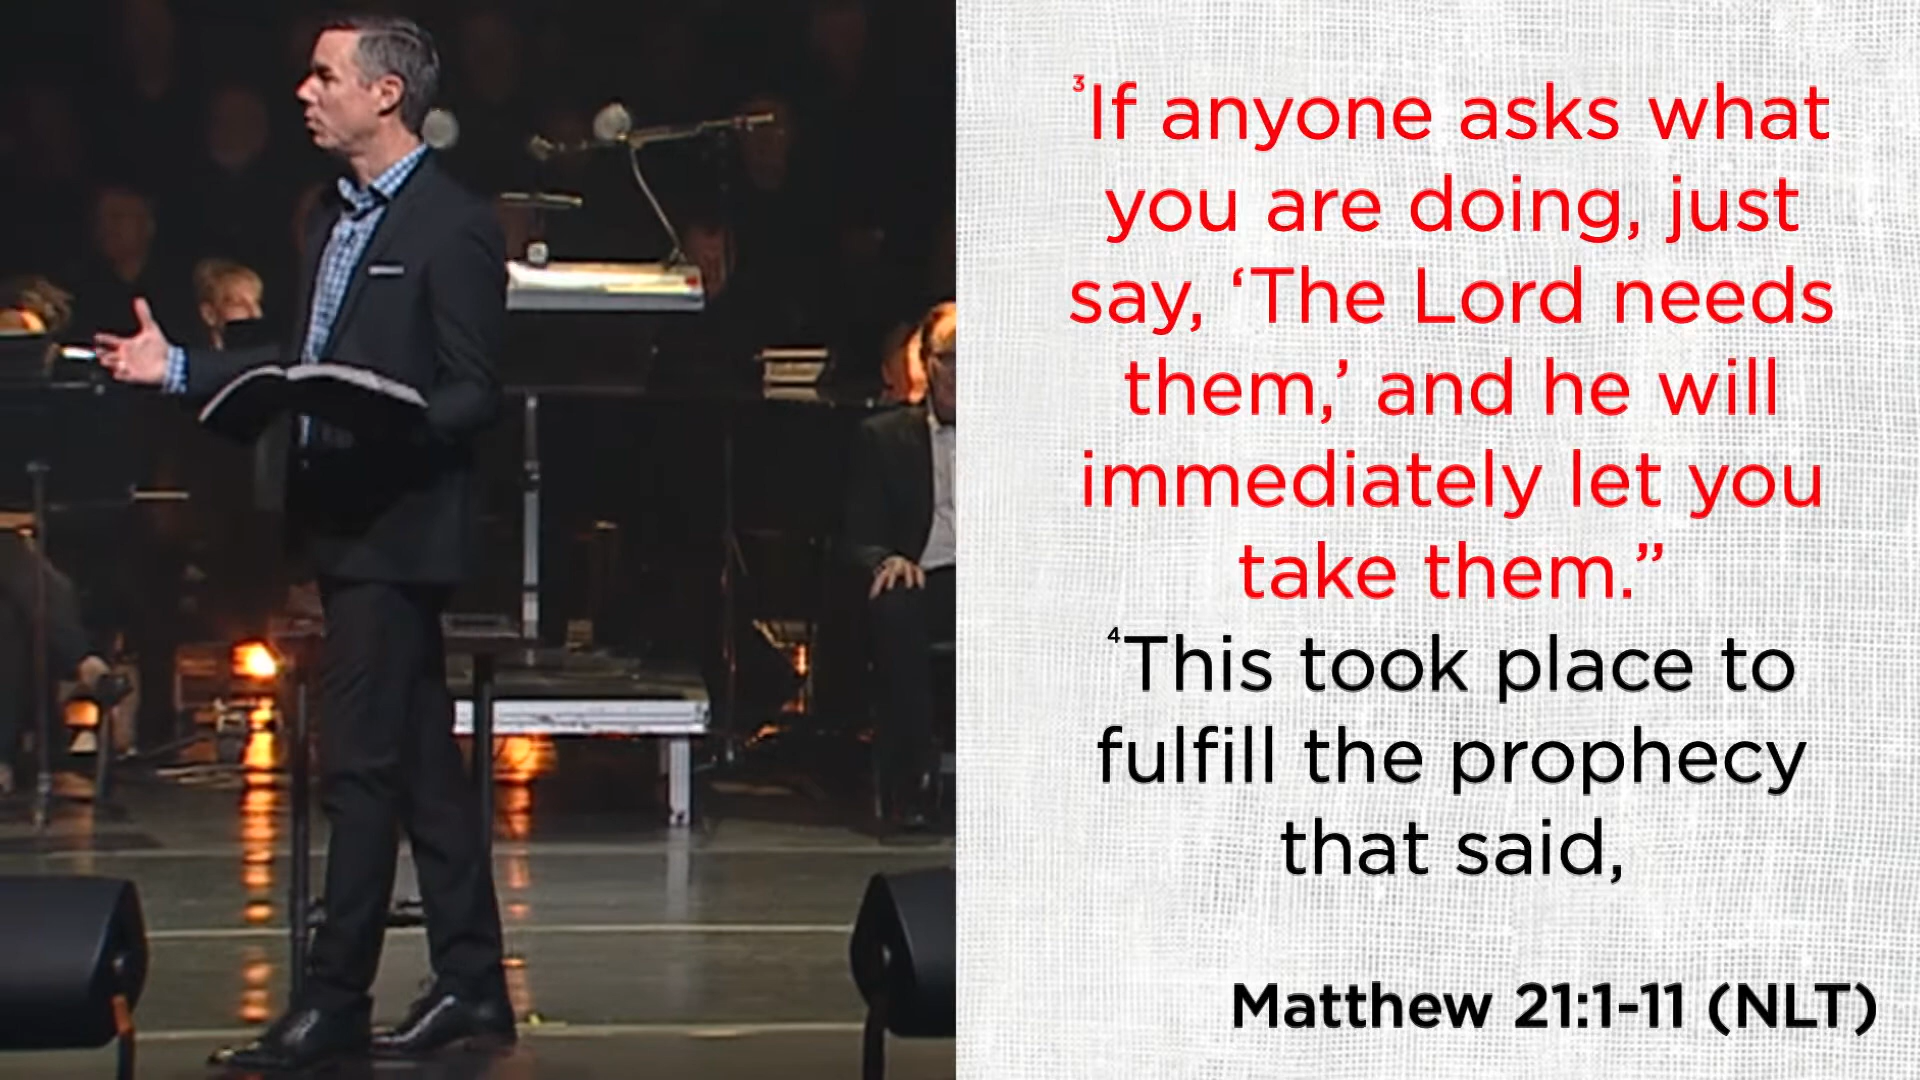 ³If anyone asks what
you are doing, just
say, ‘The Lord needs
them,’ and he will
immediately let you
take them.”
⁴This took place to
fulfill the prophecy
that said,
Matthew 21:1-11 (NLT)